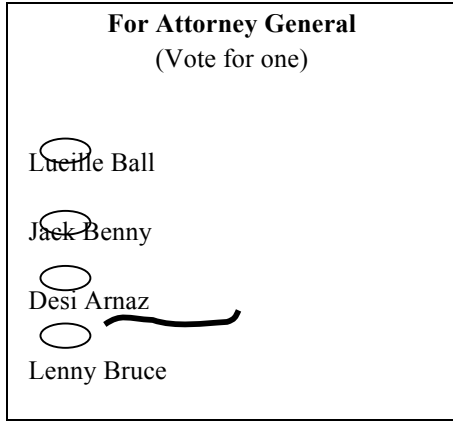 For Attorney General
(Vote for one)
Lucille Ball
Jack Benny
Desi Arnaz
Lenny Bruce